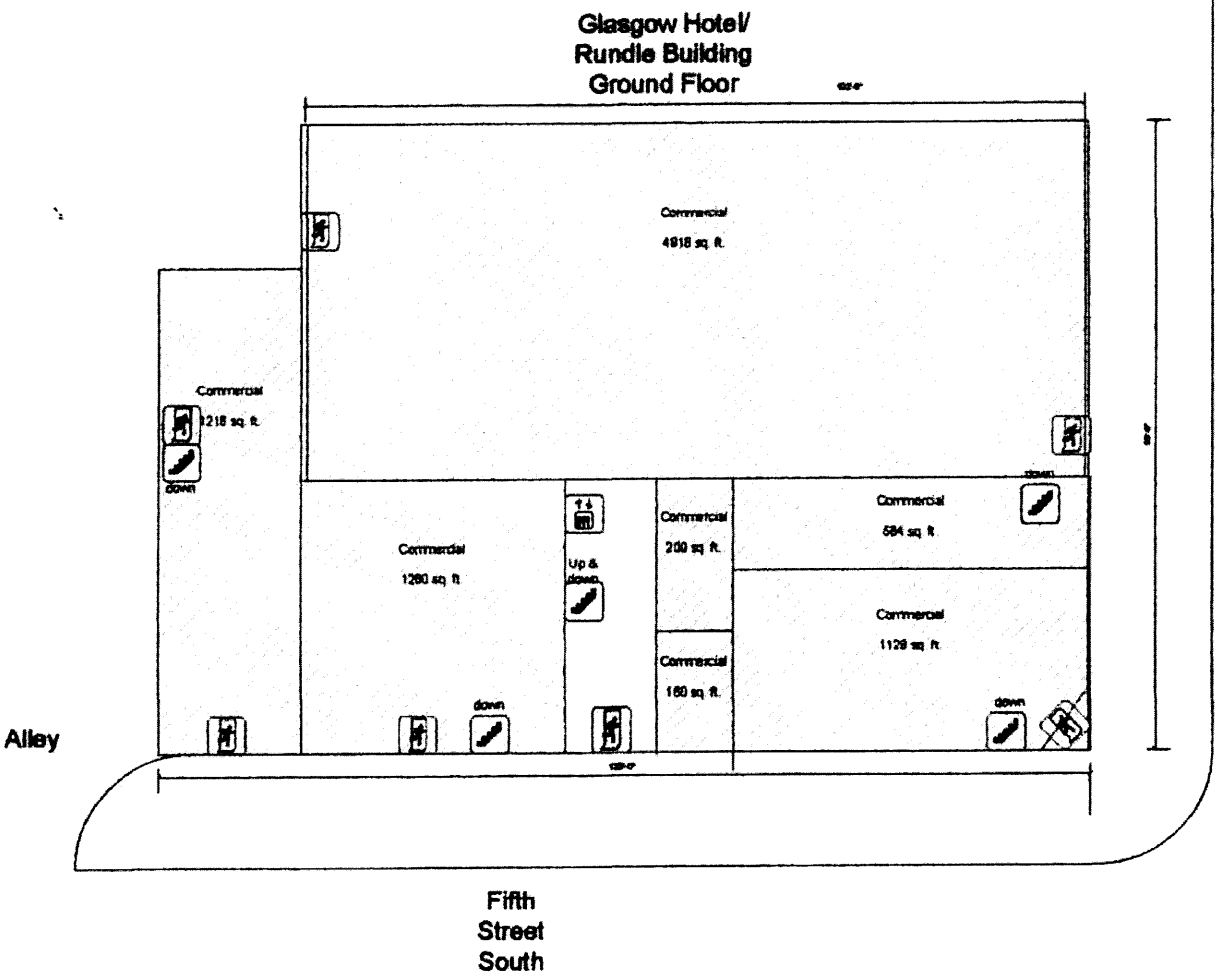 Glasgow Hotel/
Rundle Building
Ground Floor
Commercial
4918 sq. ft.
Commercial
1218 sq. ft.
down
Commercial
1260 sq. ft
Up &
down
down
Commercial
200 sq. ft.
Commercial
160 sq. ft.
down
Commercial
584 sq. ft
Commercial
1129 sq. ft
down
Alley
Fifth
Street
South